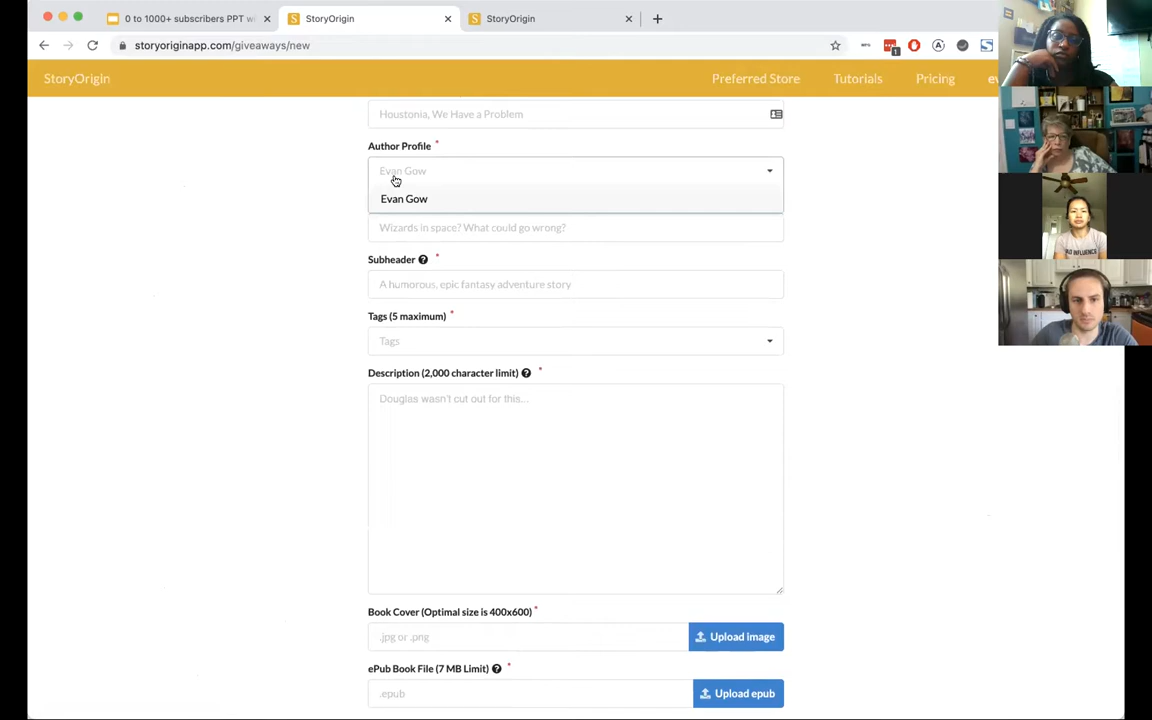 0 to 1000+ subscribers PPT wi
StoryOrigin
StoryOrigin
storyoriginapp.com/giveaways/new
1
StoryOrigin
Preferred Store
Tutorials
Pricing
Houstonia, We Have a Problem
Author Profile *
Evan Gow
Evan Gow
Wizards in space? What could go wrong?
Subheader *
A humorous, epic fantasy adventure story
Tags (5 maximum) *
Tags
Description (2,000 character limit) *
Douglas wasn't cut out for this...
Book Cover (Optimal size is 400x600) *
.jpg or .png
Upload image
ePub Book File (7 MB Limit) *
.epub
Upload epub